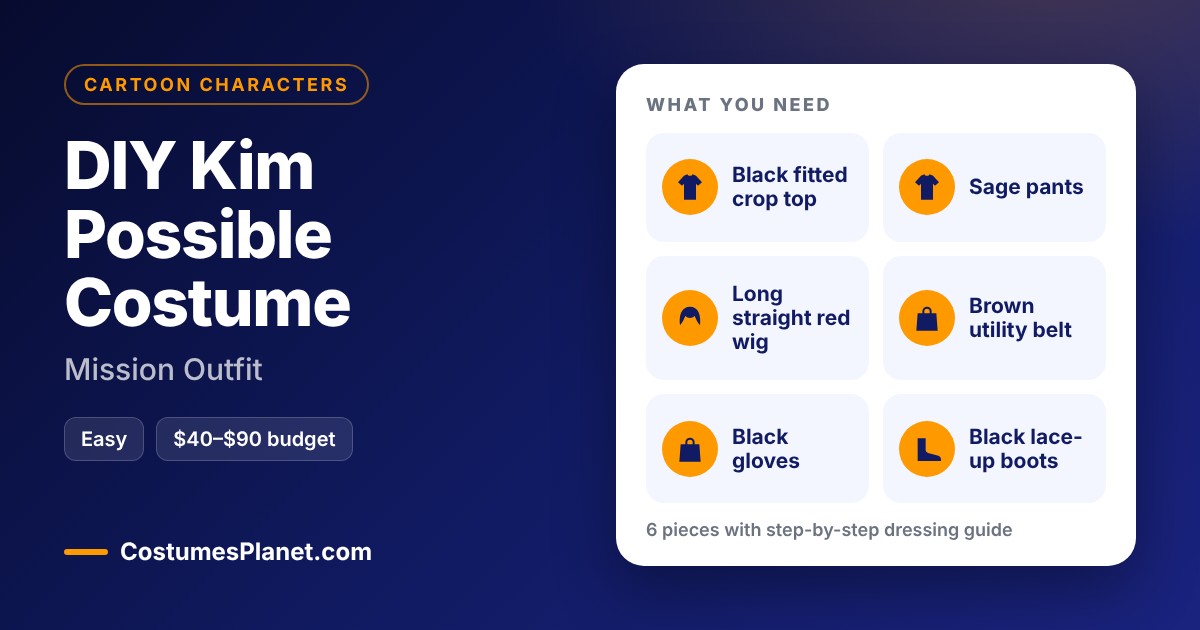 CARTOON CHARACTERS
DIY Kim
Possible
Costume
Mission Outfit
Easy
$40–$90 budget
CostumesPlanet.com
WHAT YOU NEED
Black fitted
crop top
Sage pants
Long
straight red
wig
Brown
utility belt
Black
gloves
Black lace-
up boots
6 pieces with step-by-step dressing guide